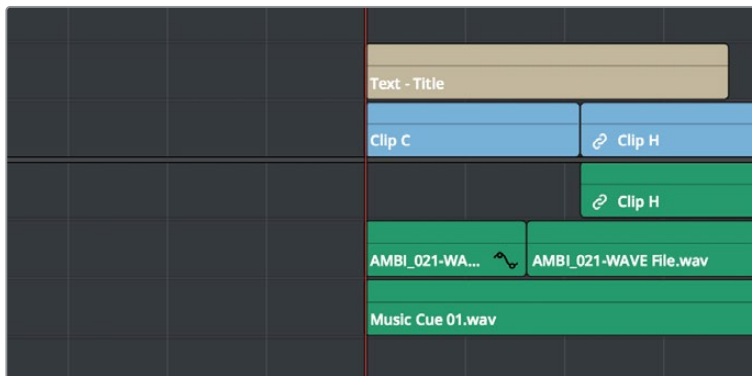 Text - Title
Clip C
Clip H
Clip H
AMBI_021-WA...
AMBI_021-WAVE File.wav
Music Cue 01.wav